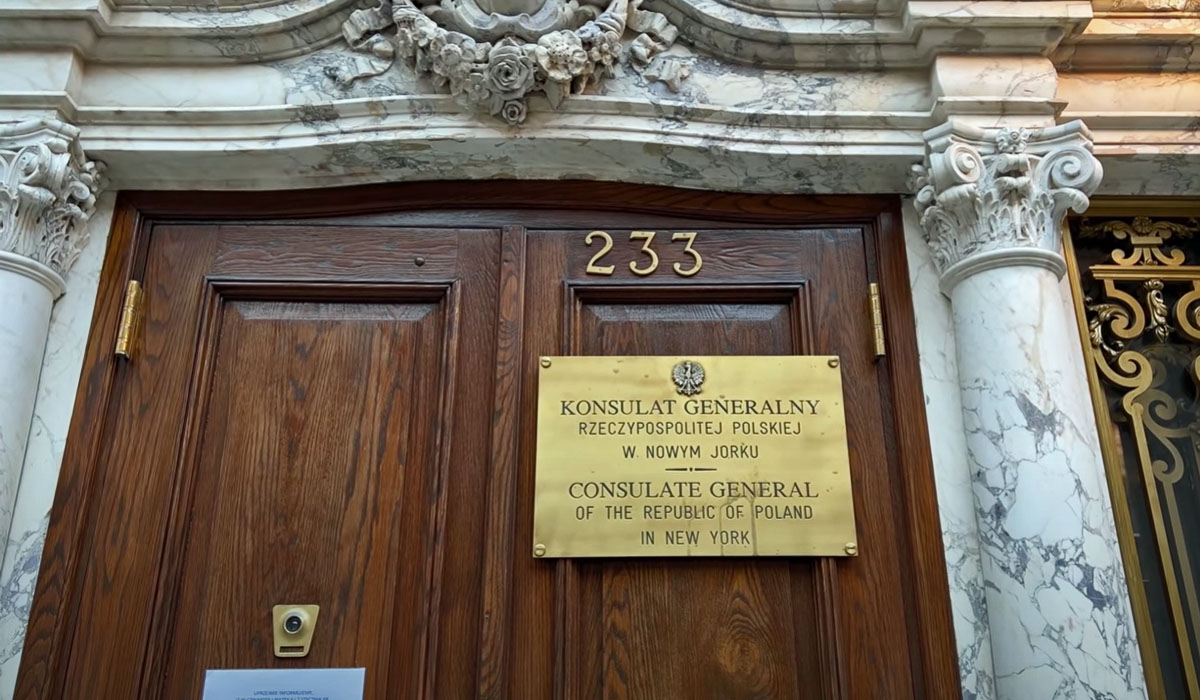 233
KONSULAT GENERALNY
RZECZYPOSPOLITEJ POLSKIEJ
W NOWYM JORKU
CONSULATE GENERAL
OF THE REPUBLIC OF POLAND
IN NEW YORK